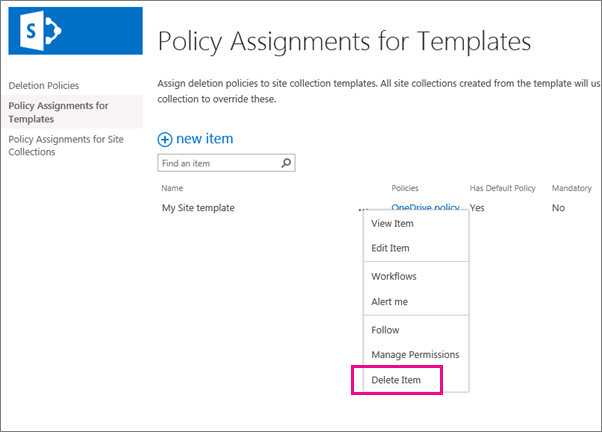 S
Policy Assignments for Templates
Deletion Policies
Policy Assignments for
Templates
Policy Assignments for Site
Collections
Assign deletion policies to site collection templates. All site collections created from the template will us
collection to override these.
new item
Find an item
Name Policies Has Default Policy Mandatory
My Site template ... OneDrive policy Yes No
View Item
Edit Item
Workflows
Alert me
Follow
Manage Permissions
Delete Item